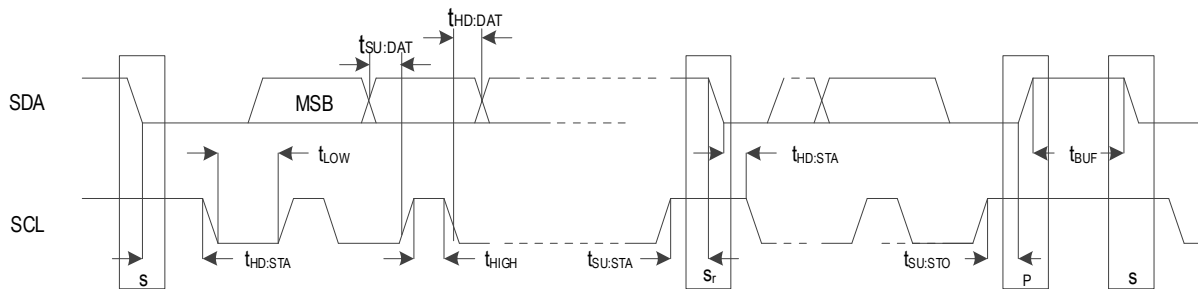 tHD:DAT
tSU:DAT
SDA
MSB
tLOW
tHD:STA
tBUF
SCL
tHD:STA
tHIGH
tSU:STA
tSU:STO
S
Sr
P
S